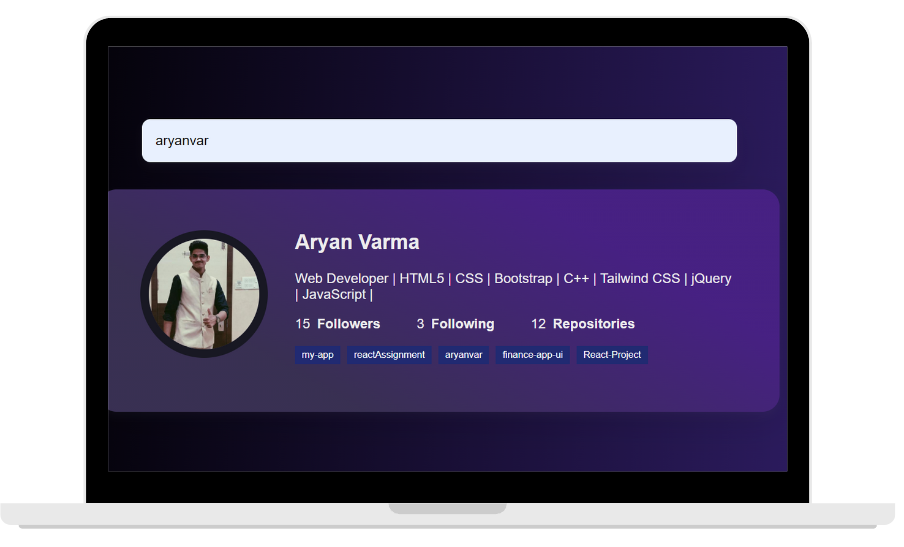 aryanvar
Aryan Varma
Web Developer | HTML5 | CSS | Bootstrap | C++ | Tailwind CSS | jQuery
| JavaScript |
15 Followers 3 Following 12 Repositories
my-app reactAssignment aryanvar finance-app-ui React-Project